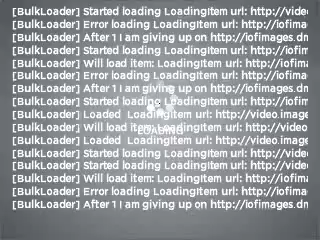 [BulkLoader] Started loading LoadingItem url: http://vide
[BulkLoader] Error loading LoadingItem url: http://iofima
[BulkLoader] After 1 I am giving up on http://iofimages.dm
[BulkLoader] Started loading LoadingItem url: http://iofim
[BulkLoader] Will load item: LoadingItem url: http://iofima
[BulkLoader] Error loading LoadingItem url: http://iofima
[BulkLoader] After 1 I am giving up on http://iofimages.dm
[BulkLoader] Started loading LoadingItem url: http://iofim
[BulkLoader] Loaded LoadingItem url: http://video.image
[BulkLoader] Will load item: LoadingItem url: http://video
LOADING
[BulkLoader] Loaded LoadingItem url: http://video.image
[BulkLoader] Started loading LoadingItem url: http://vide
[BulkLoader] Started loading LoadingItem url: http://iofim
[BulkLoader] Will load item: LoadingItem url: http://iofima
[BulkLoader] Error loading LoadingItem url: http://iofima
[BulkLoader] After 1 I am giving up on http://iofimages.dm